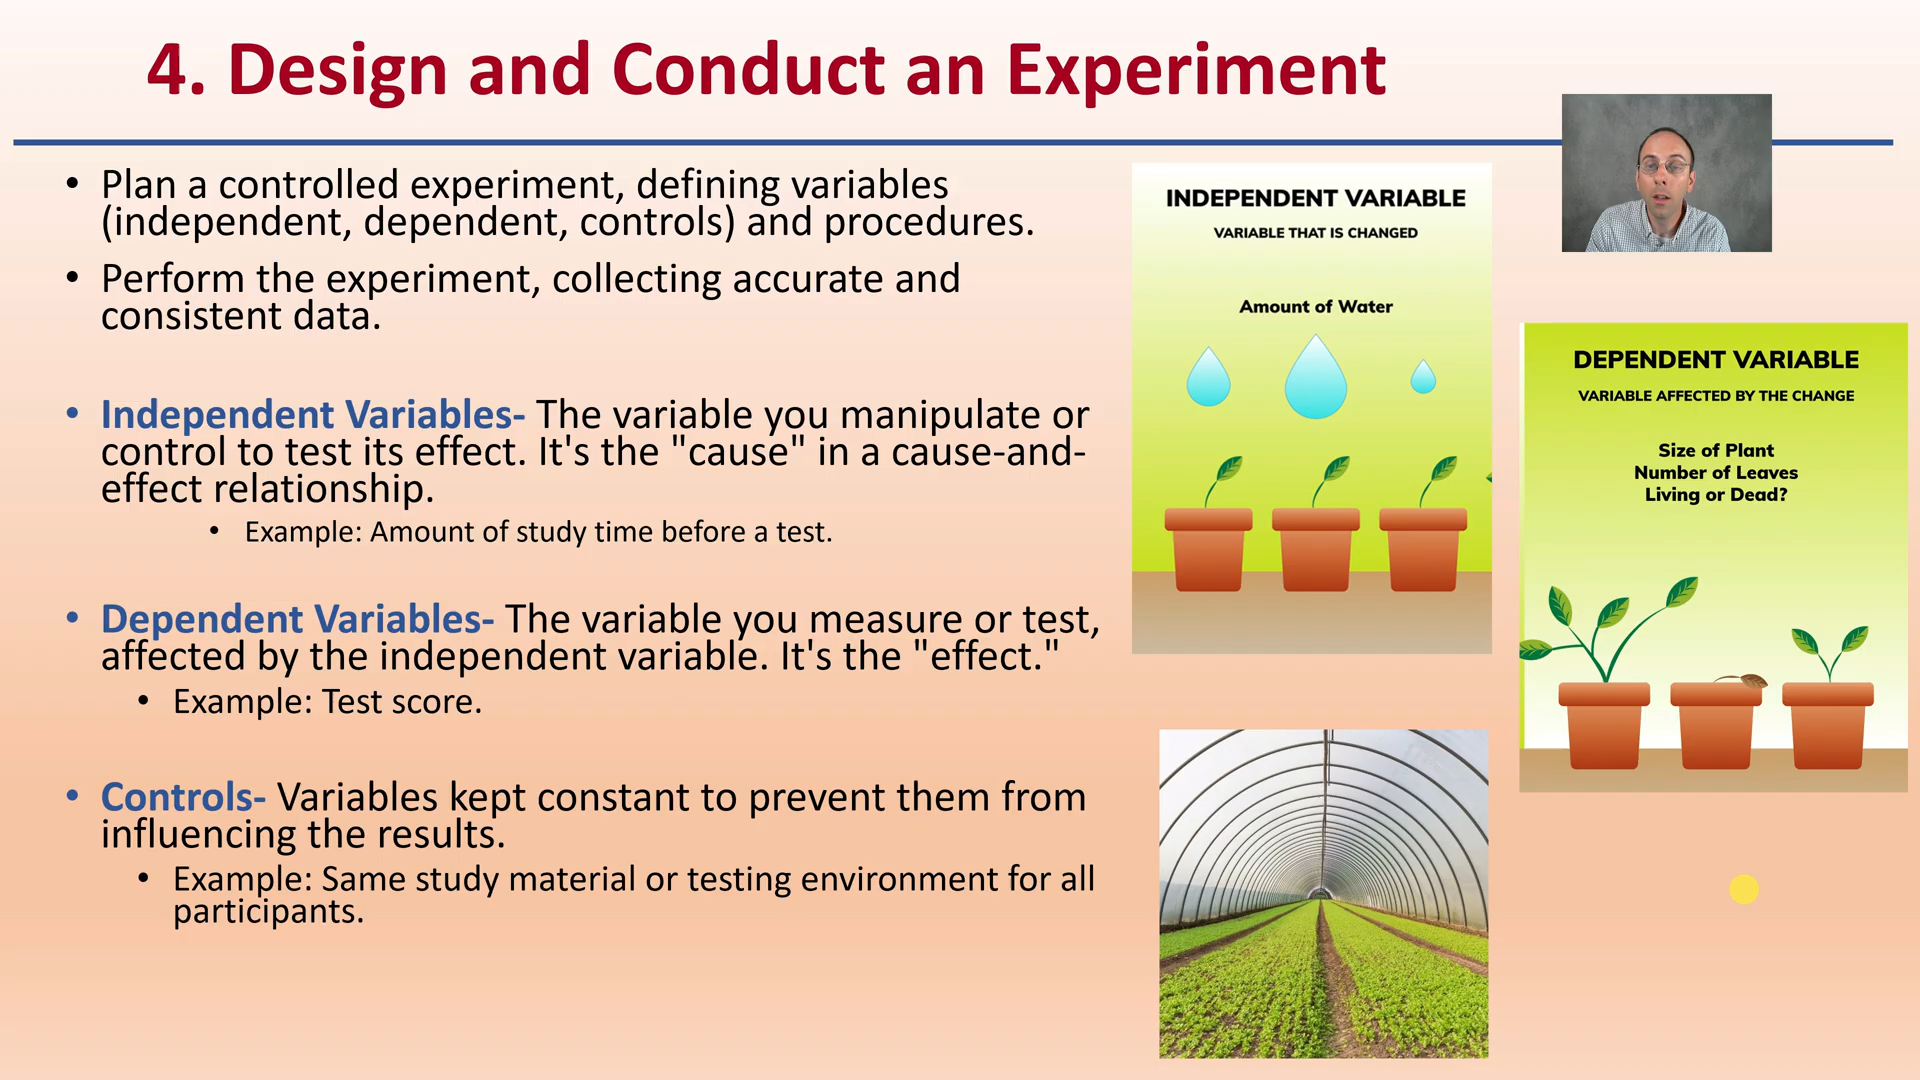 4. Design and Conduct an Experiment
• Plan a controlled experiment, defining variables
(independent, dependent, controls) and procedures.
• Perform the experiment, collecting accurate and
consistent data.
• Independent Variables- The variable you manipulate or
control to test its effect. It's the "cause" in a cause-and-
effect relationship.
• Example: Amount of study time before a test.
• Dependent Variables- The variable you measure or test,
affected by the independent variable. It's the "effect."
• Example: Test score.
• Controls- Variables kept constant to prevent them from
influencing the results.
• Example: Same study material or testing environment for all
participants.
INDEPENDENT VARIABLE
VARIABLE THAT IS CHANGED
Amount of Water
DEPENDENT VARIABLE
VARIABLE AFFECTED BY THE CHANGE
Size of Plant
Number of Leaves
Living or Dead?